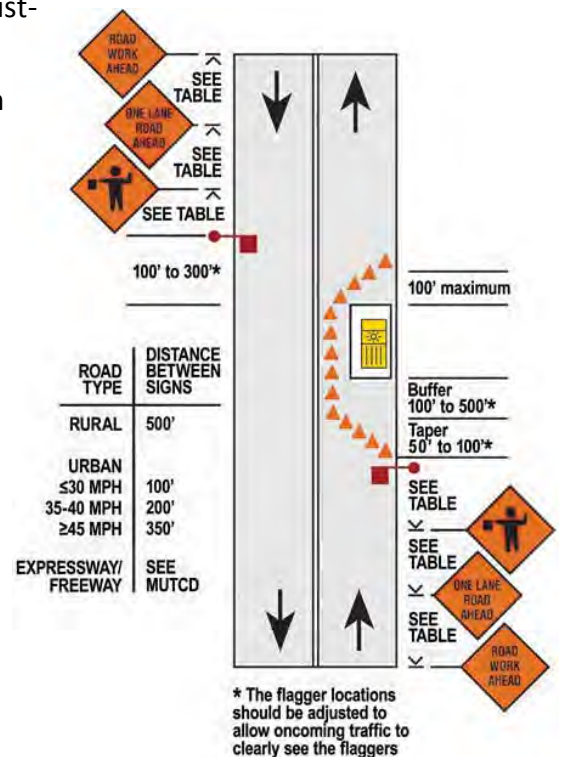 ust-
n
ROAD
WORK
AHEAD
SEE
TABLE
ONE LANE
ROAD
AHEAD
SEE
TABLE
SEE TABLE
100' to 300'*
100' maximum
ROAD
TYPE
DISTANCE
BETWEEN
SIGNS
RURAL 500'
URBAN
≤30 MPH 100'
35-40 MPH 200'
≥45 MPH 350'
EXPRESSWAY/
FREEWAY
SEE
MUTCD
Buffer
100' to 500'*
Taper
50' to 100'*
SEE
TABLE
SEE
TABLE
ONE LANE
ROAD
AHEAD
SEE
TABLE
ROAD
WORK
AHEAD
* The flagger locations
should be adjusted to
allow oncoming traffic to
clearly see the flaggers